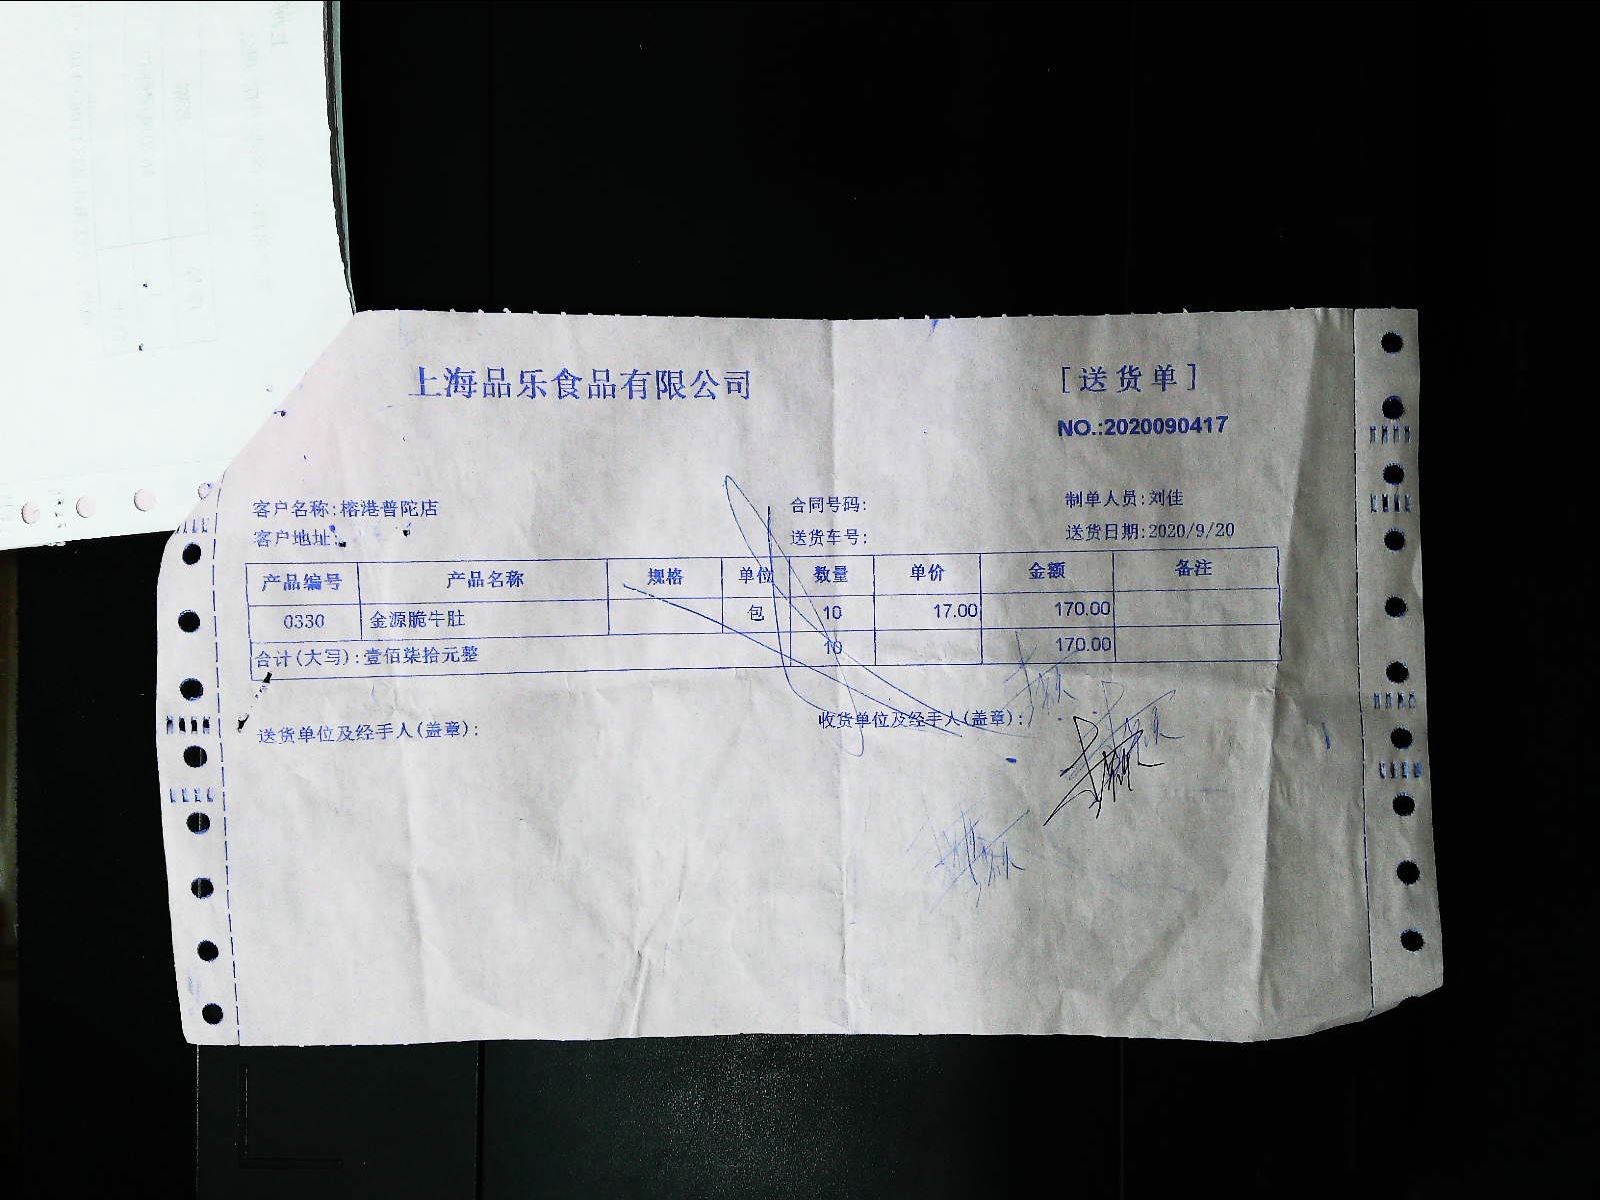 上海品乐食品有限公司
[送货单]
NO.:2020090417
客户名称:榕港普陀店
合同号码:
制单人员:刘佳
客户地址:
送货车号:
送货日期:2020/9/20
产品编号 产品名称 规格 单位 数量 单价 金额 备注
0330 金源脆牛肚 包 10 17.00 170.00
合计(大写):壹佰柒拾元整 10 170.00
送货单位及经手人(盖章):
收货单位及经手人(盖章):